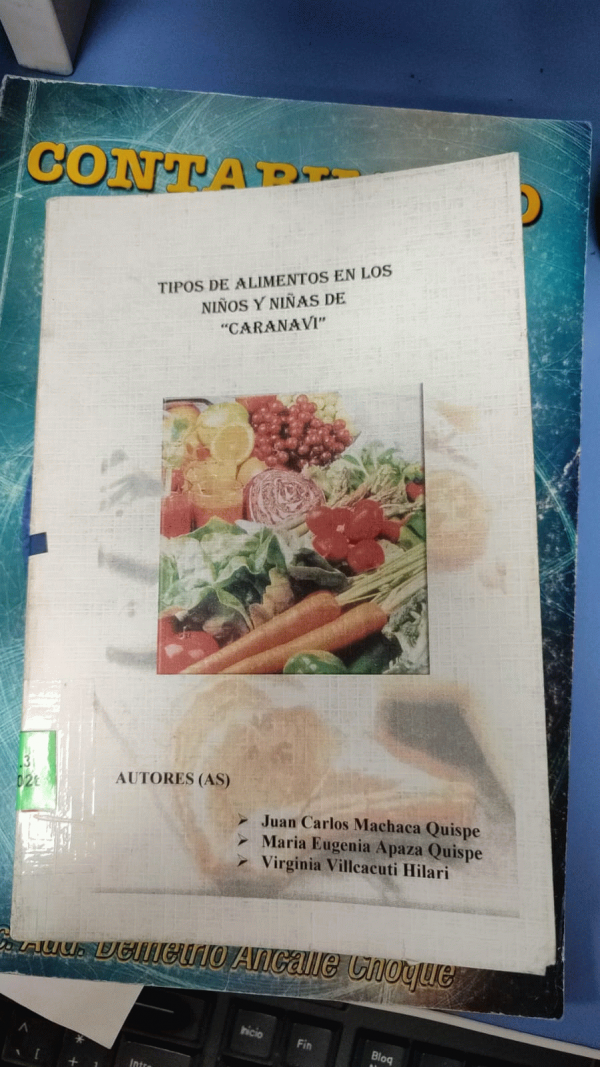 TIPOS DE ALIMENTOS EN LOS
NIÑOS Y NIÑAS DE
“CARANAVI”
AUTORES (AS)
➢ Juan Carlos Machaca Quispe
➢ Maria Eugenia Apaza Quispe
➢ Virginia Villcacuti Hilari
Demetrio Ancalle Choque
Inicio
Fin
Bloq